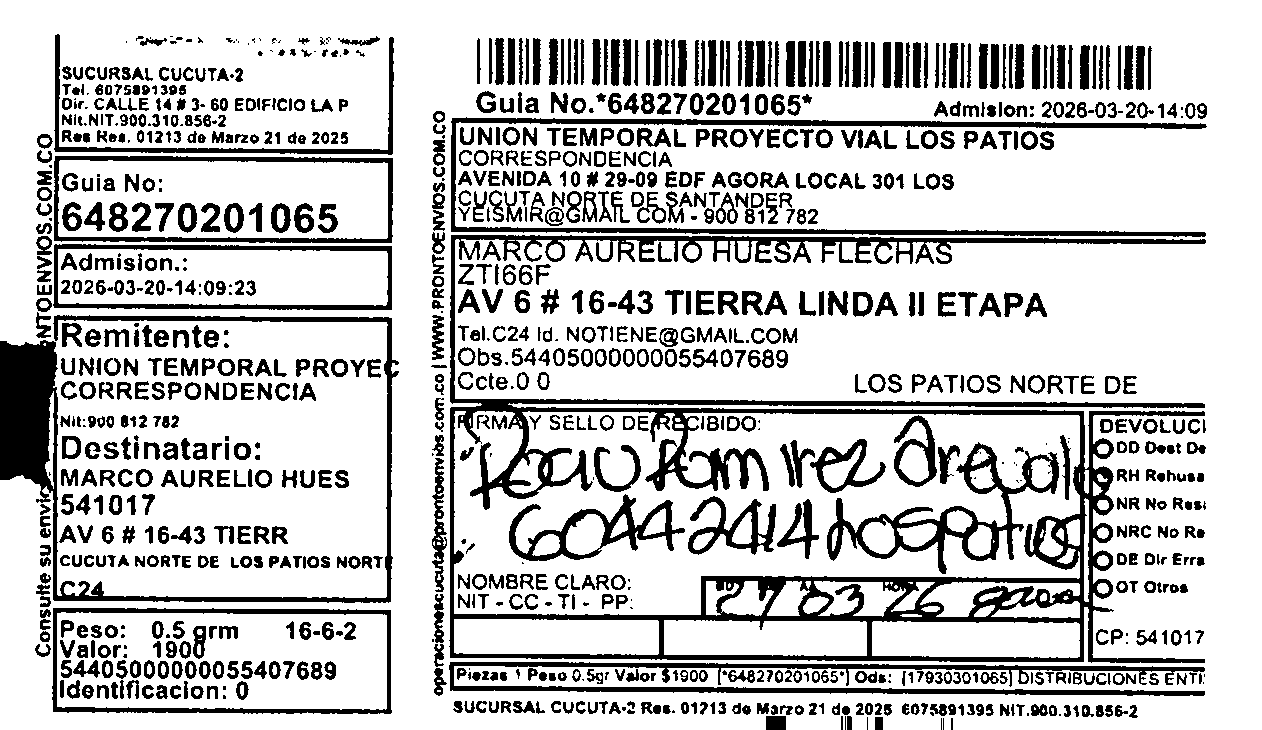 SUCURSAL CUCUTA-2
Tel. 6075891395
Dir. CALLE 14 # 3- 60 EDIFICIO LA P
Nit.NIT.900.310.856-2
Res Res. 01213 de Marzo 21 de 2025
Guia No:
648270201065
Admision.:
2026-03-20-14:09:23
Remitente:
UNION TEMPORAL PROYEC
CORRESPONDENCIA
Nit:900 812 782
Destinatario:
MARCO AURELIO HUES
541017
AV 6 # 16-43 TIERR
CUCUTA NORTE DE LOS PATIOS NORT
C24
Peso: 0.5 grm 16-6-2
Valor: 1900
54405000000055407689
Identificacion: 0
Consulte su envio
NTOENVIOS.COM.CO
operacionescucuta@prontoenvios.com.co | WWW.PRONTOENVIOS.COM.CO
Guia No.*648270201065*
Admision: 2026-03-20-14:09
UNION TEMPORAL PROYECTO VIAL LOS PATIOS
CORRESPONDENCIA
AVENIDA 10 # 29-09 EDF AGORA LOCAL 301 LOS
CUCUTA NORTE DE SANTANDER
YEISMIR@GMAIL COM - 900 812 782
MARCO AURELIO HUESA FLECHAS
ZTI66F
AV 6 # 16-43 TIERRA LINDA II ETAPA
Tel.C24 Id. NOTIENE@GMAIL.COM
Obs.54405000000055407689
Ccte.0 0 LOS PATIOS NORTE DE
FIRMA Y SELLO DE RECIBIDO:
Ramirez Arevalo
60442414 Los Patios
NOMBRE CLARO:
NIT - CC - TI - PP:
HORA
27 03 26
DEVOLUCI
DD Dest De
RH Rehusa
NR No Resi
NRC No Re
DE Dir Erra
OT Otros
CP: 541017
Piezas 1 Peso 0.5gr Valor $1900 [*648270201065*] Ods: [17930301065] DISTRIBUCIONES ENTI
SUCURSAL CUCUTA-2 Res. 01213 de Marzo 21 de 2025 6075891395 NIT.900.310.856-2